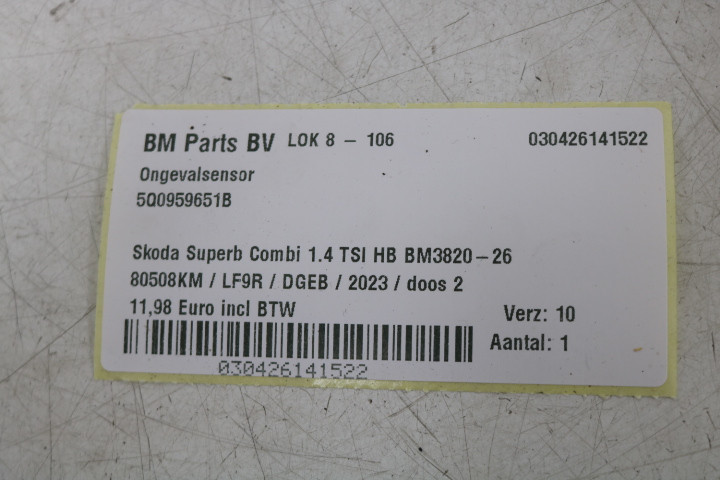 BM Parts BV LOK 8 - 106 030426141522
Ongevalsensor
5Q0959651B
Skoda Superb Combi 1.4 TSI HB BM3820-26
80508KM / LF9R / DGEB / 2023 / doos 2
11,98 Euro incl BTW Verz: 10
Aantal: 1
030426141522